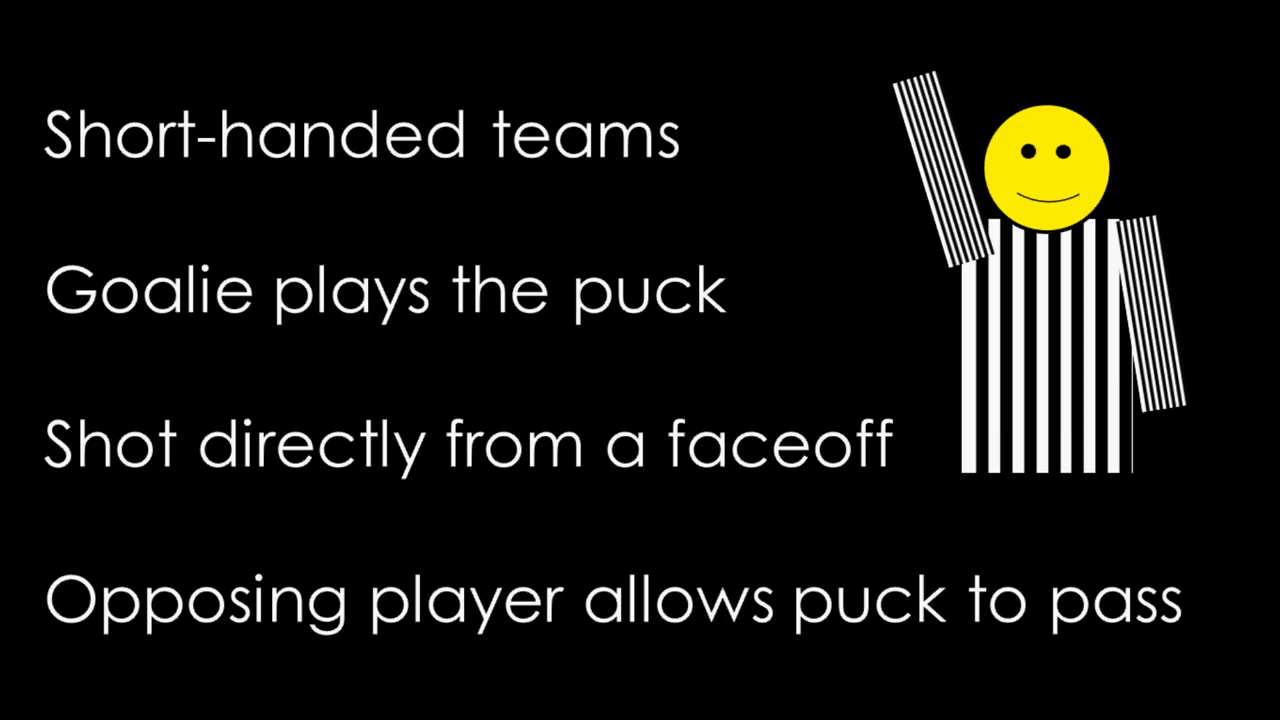 Short-handed teams
Goalie plays the puck
Shot directly from a faceoff
Opposing player allows puck to pass